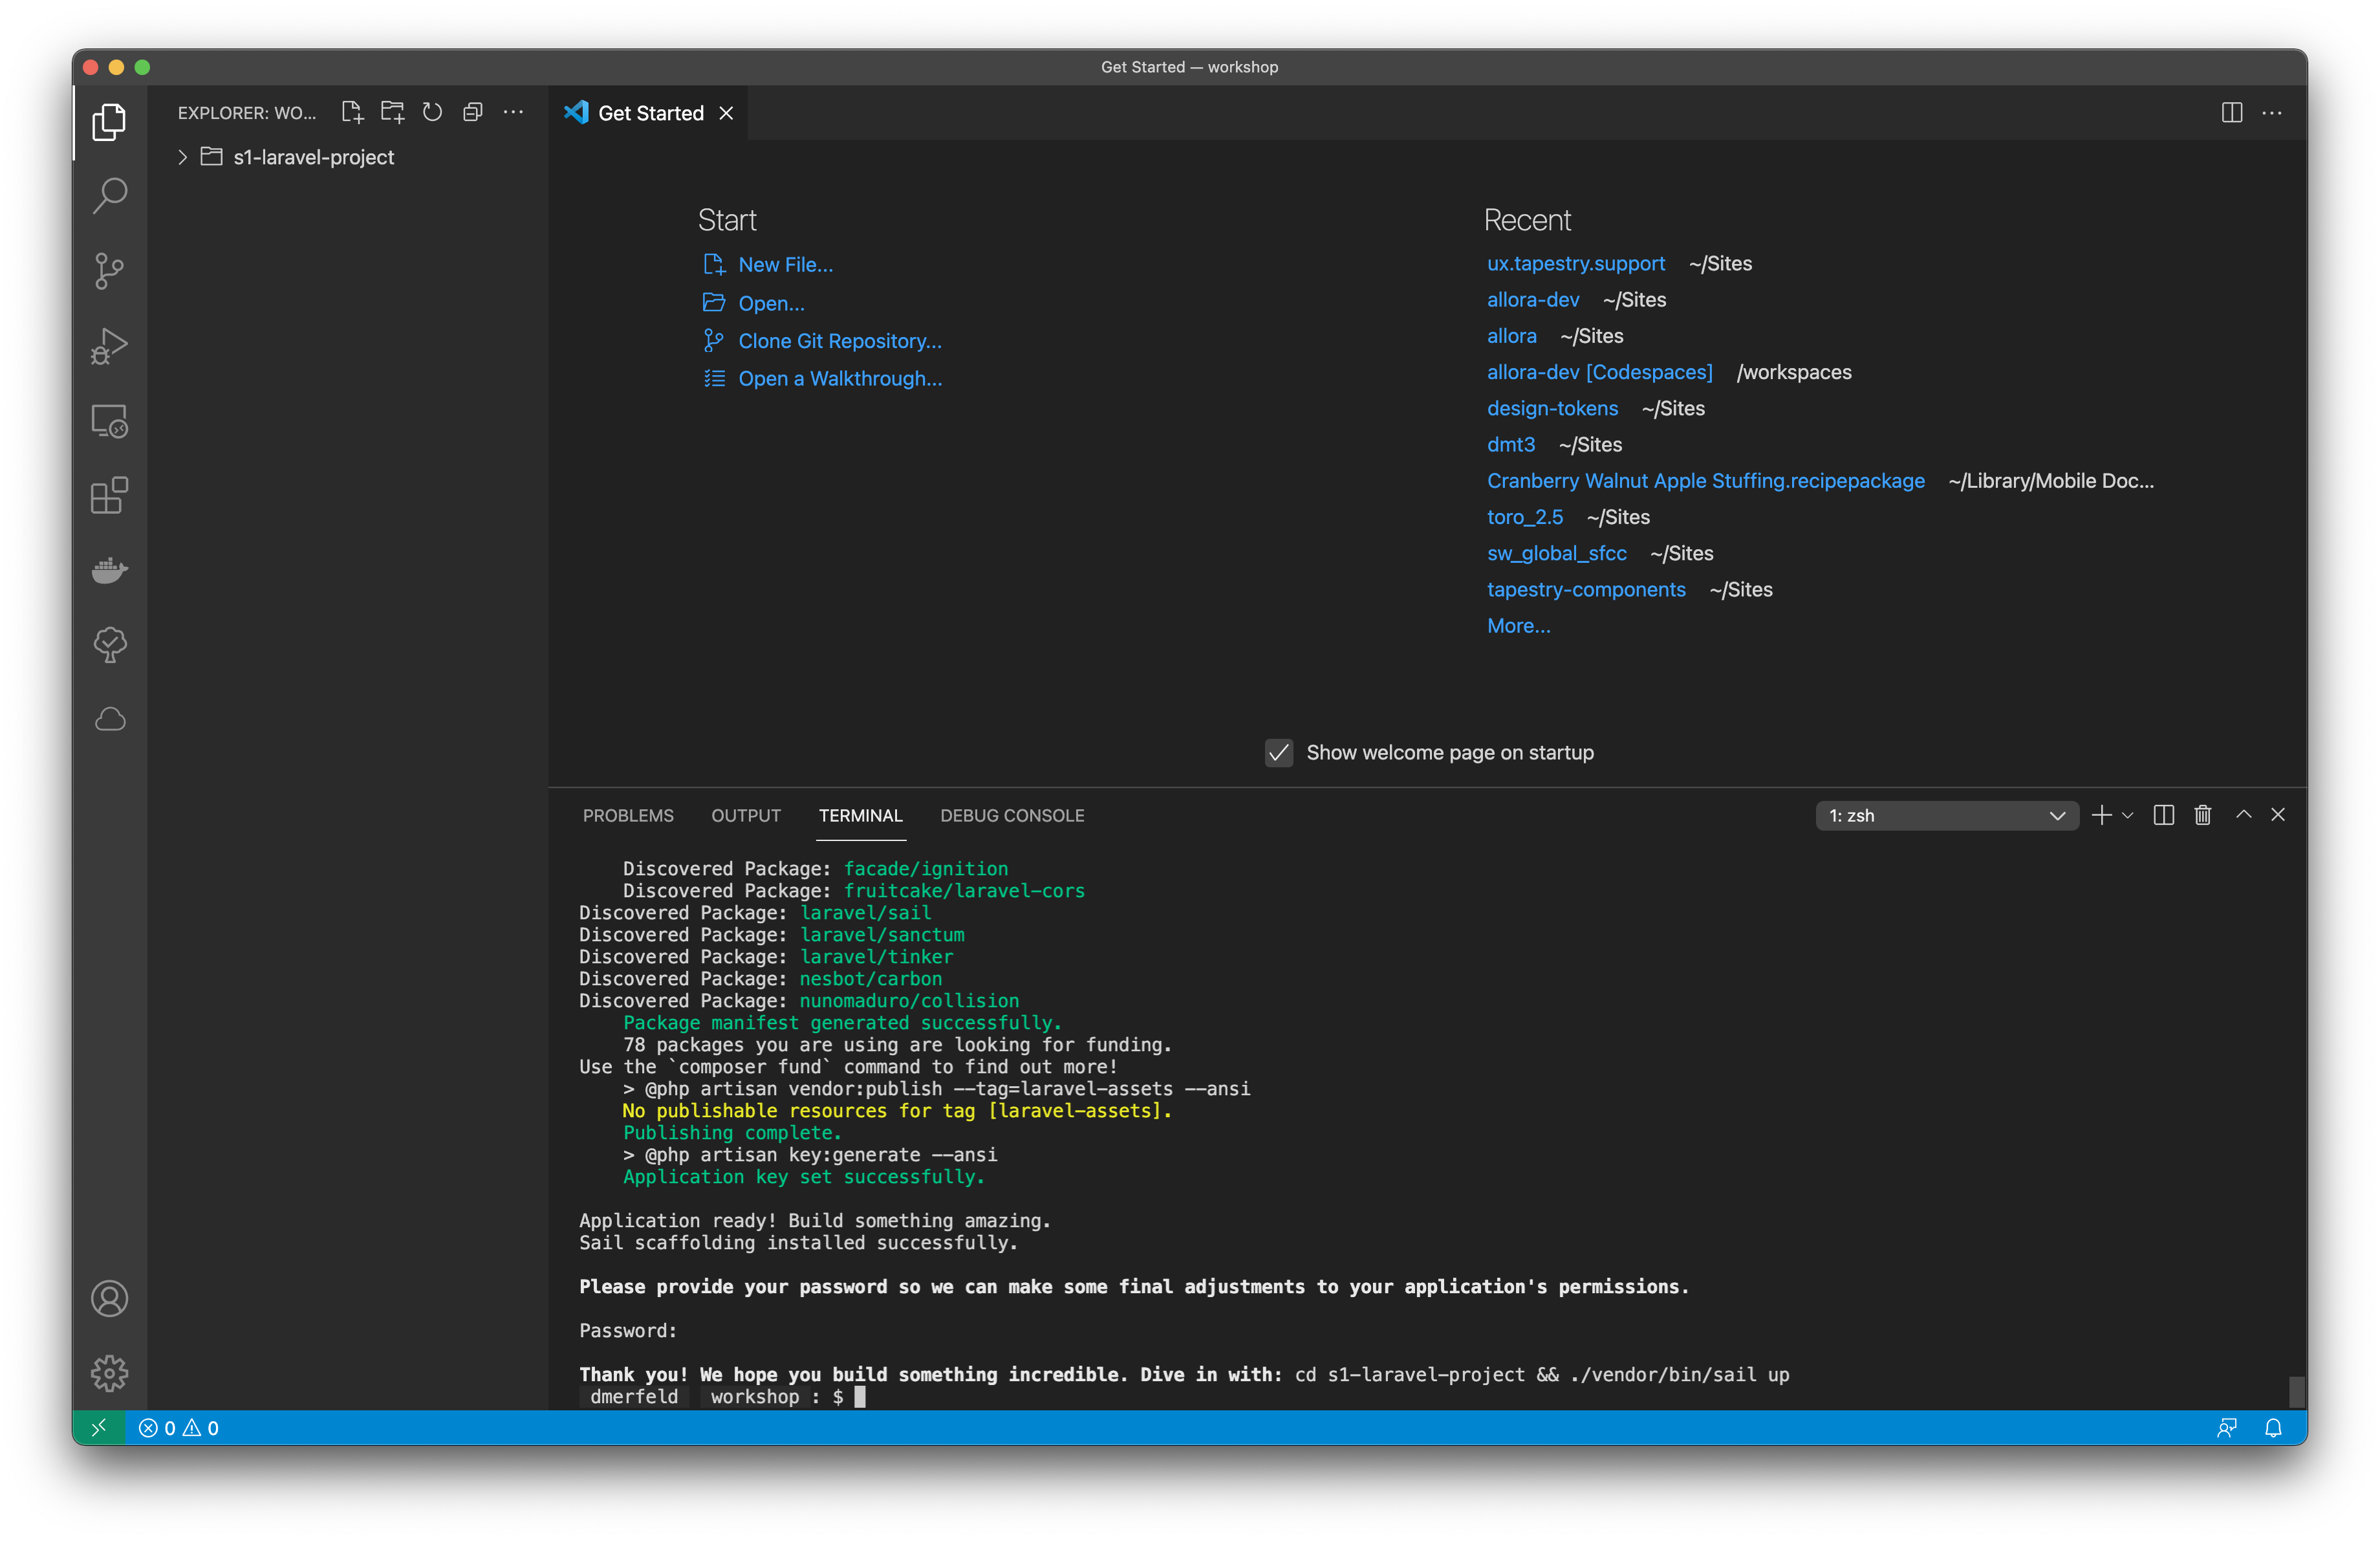 Get Started — workshop
EXPLORER: WO...
s1-laravel-project
Get Started
Start
New File...
Open...
Clone Git Repository...
Open a Walkthrough...
Recent
ux.tapestry.support ~/Sites
allora-dev ~/Sites
allora ~/Sites
allora-dev [Codespaces] /workspaces
design-tokens ~/Sites
dmt3 ~/Sites
Cranberry Walnut Apple Stuffing.recipepackage ~/Library/Mobile Doc...
toro_2.5 ~/Sites
sw_global_sfcc ~/Sites
tapestry-components ~/Sites
More...
Show welcome page on startup
PROBLEMS OUTPUT TERMINAL DEBUG CONSOLE 1: zsh
Discovered Package: facade/ignition
Discovered Package: fruitcake/laravel-cors
Discovered Package: laravel/sail
Discovered Package: laravel/sanctum
Discovered Package: laravel/tinker
Discovered Package: nesbot/carbon
Discovered Package: nunomaduro/collision
Package manifest generated successfully.
78 packages you are using are looking for funding.
Use the `composer fund` command to find out more!
> @php artisan vendor:publish --tag=laravel-assets --ansi
No publishable resources for tag [laravel-assets].
Publishing complete.
> @php artisan key:generate --ansi
Application key set successfully.
Application ready! Build something amazing.
Sail scaffolding installed successfully.
Please provide your password so we can make some final adjustments to your application's permissions.
Password:
Thank you! We hope you build something incredible. Dive in with: cd s1-laravel-project && ./vendor/bin/sail up
dmerfeld workshop : $
0 0